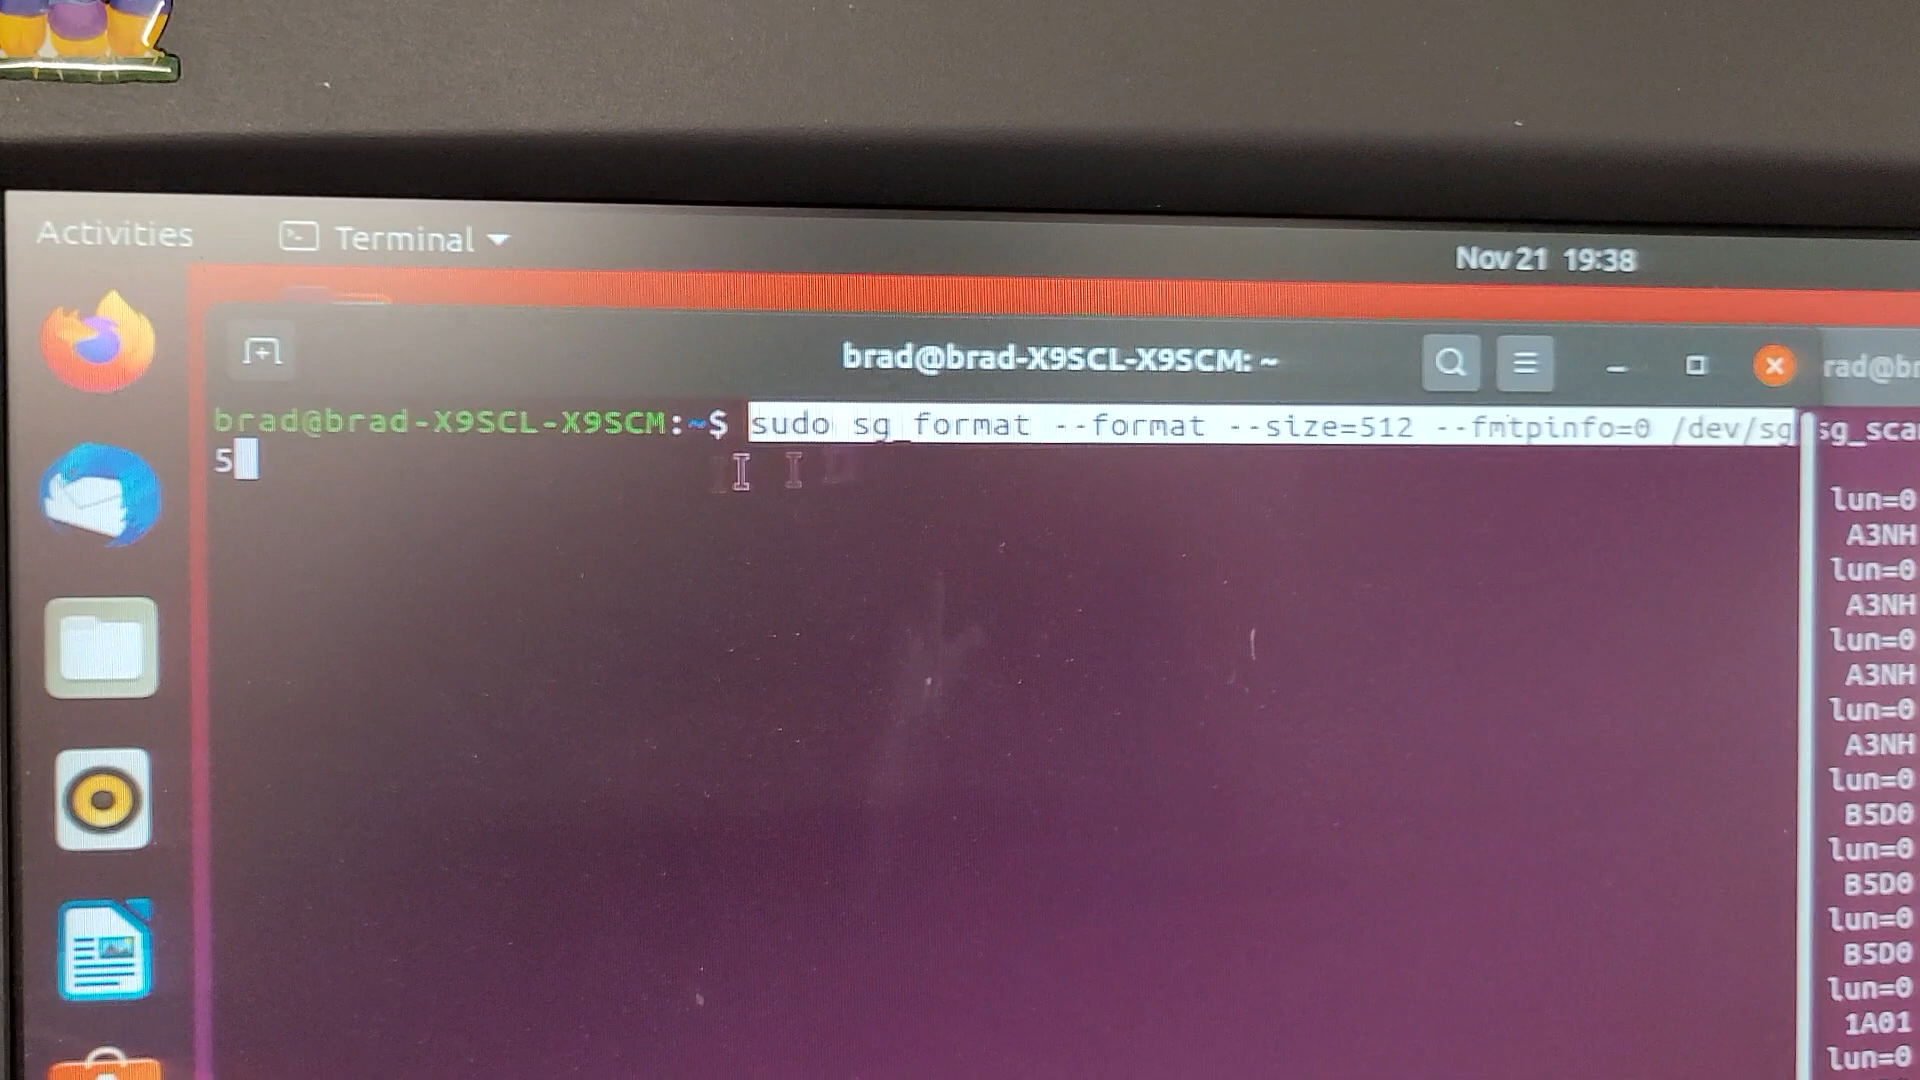 Activities
Terminal
Nov 21 19:38
brad@brad-X9SCL-X9SCM: ~
rad@br
brad@brad-X9SCL-X9SCM:~$ sudo sg_format --format --size=512 --fmtpinfo=0 /dev/sg
5
sg_sca
lun=0
A3NH
lun=0
A3NH
lun=0
A3NH
lun=0
A3NH
lun=0
B5D0
lun=0
B5D0
lun=0
B5D0
lun=0
1A01
lun=0